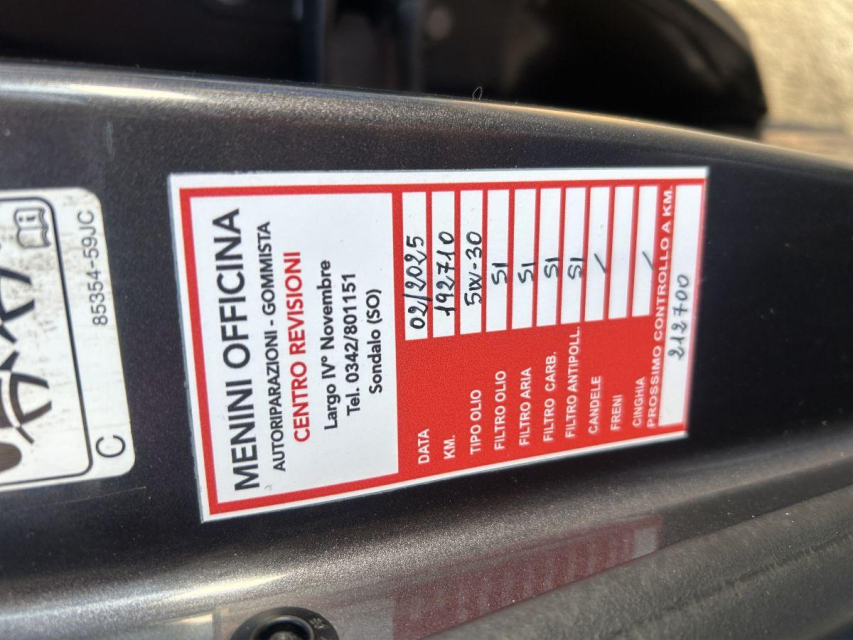 85354-59JC
C
MENINI OFFICINA
AUTORIPARAZIONI - GOMMISTA
CENTRO REVISIONI
Largo IV° Novembre
Tel. 0342/801151
Sondalo (SO)
DATA 02/2025
KM. 192710
TIPO OLIO 5W-30
FILTRO OLIO SI
FILTRO ARIA SI
FILTRO CARB. SI
FILTRO ANTIPOLL. SI
CANDELE /
FRENI
CINGHIA /
PROSSIMO CONTROLLO A KM.
212700